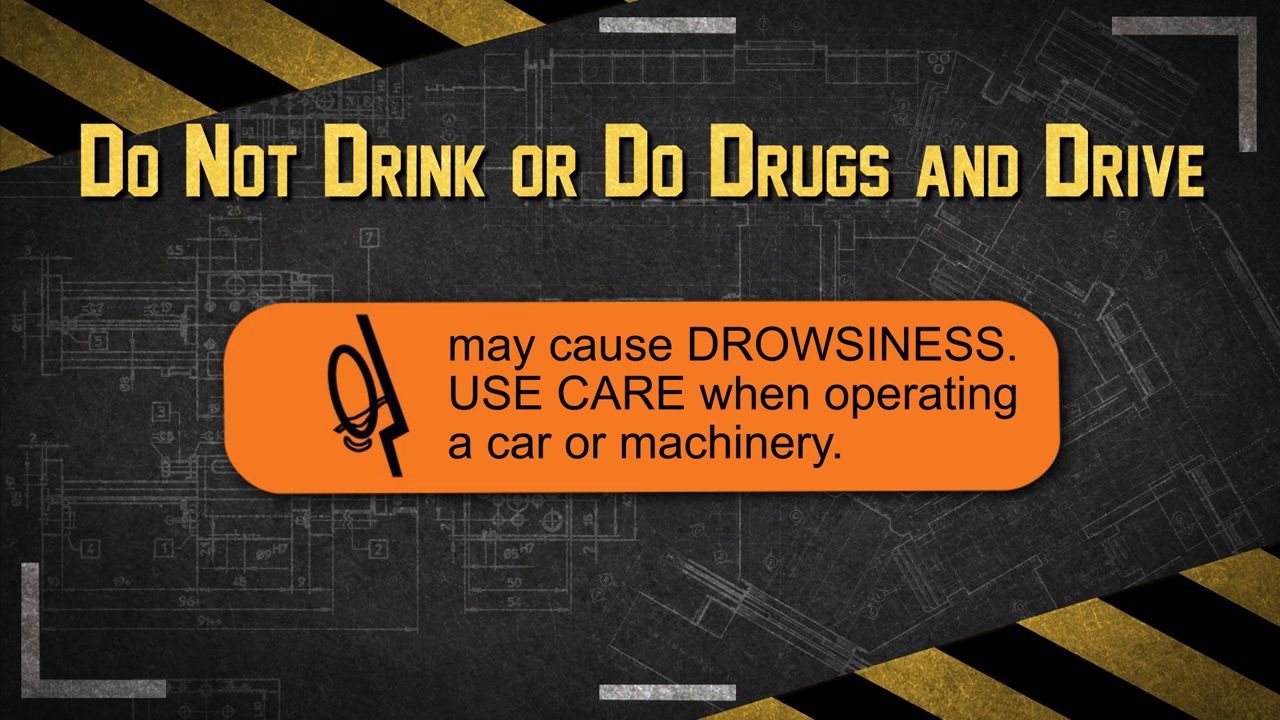 Do Not Drink or Do Drugs and Drive
may cause DROWSINESS.
USE CARE when operating
a car or machinery.